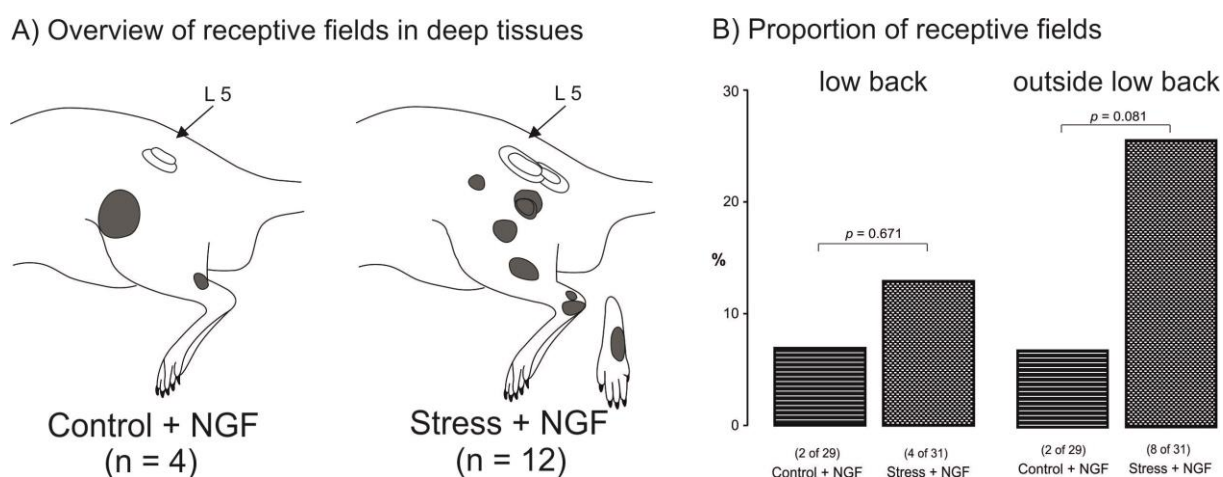 A) Overview of receptive fields in deep tissues
L 5
Control + NGF
(n = 4)
L 5
Stress + NGF
(n = 12)
B) Proportion of receptive fields
low back
outside low back
30
20
%
10
0
p = 0.671
p = 0.081
(2 of 29)
Control + NGF
(4 of 31)
Stress + NGF
(2 of 29)
Control + NGF
(8 of 31)
Stress + NGF